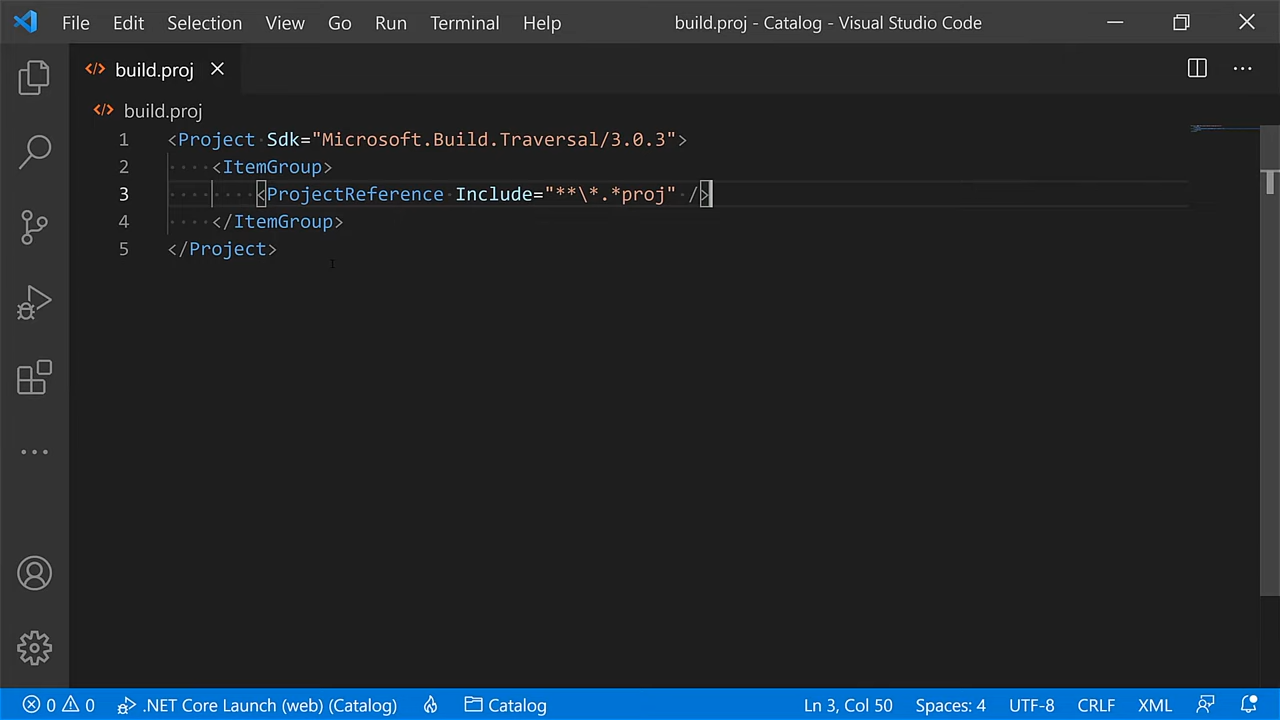 File Edit Selection View Go Run Terminal Help build.proj - Catalog - Visual Studio Code
build.proj
build.proj
1 <Project Sdk="Microsoft.Build.Traversal/3.0.3">
2 <ItemGroup>
3 <ProjectReference Include="**\*.*proj" />
4 </ItemGroup>
5 </Project>
0 0 .NET Core Launch (web) (Catalog) Catalog Ln 3, Col 50 Spaces: 4 UTF-8 CRLF XML